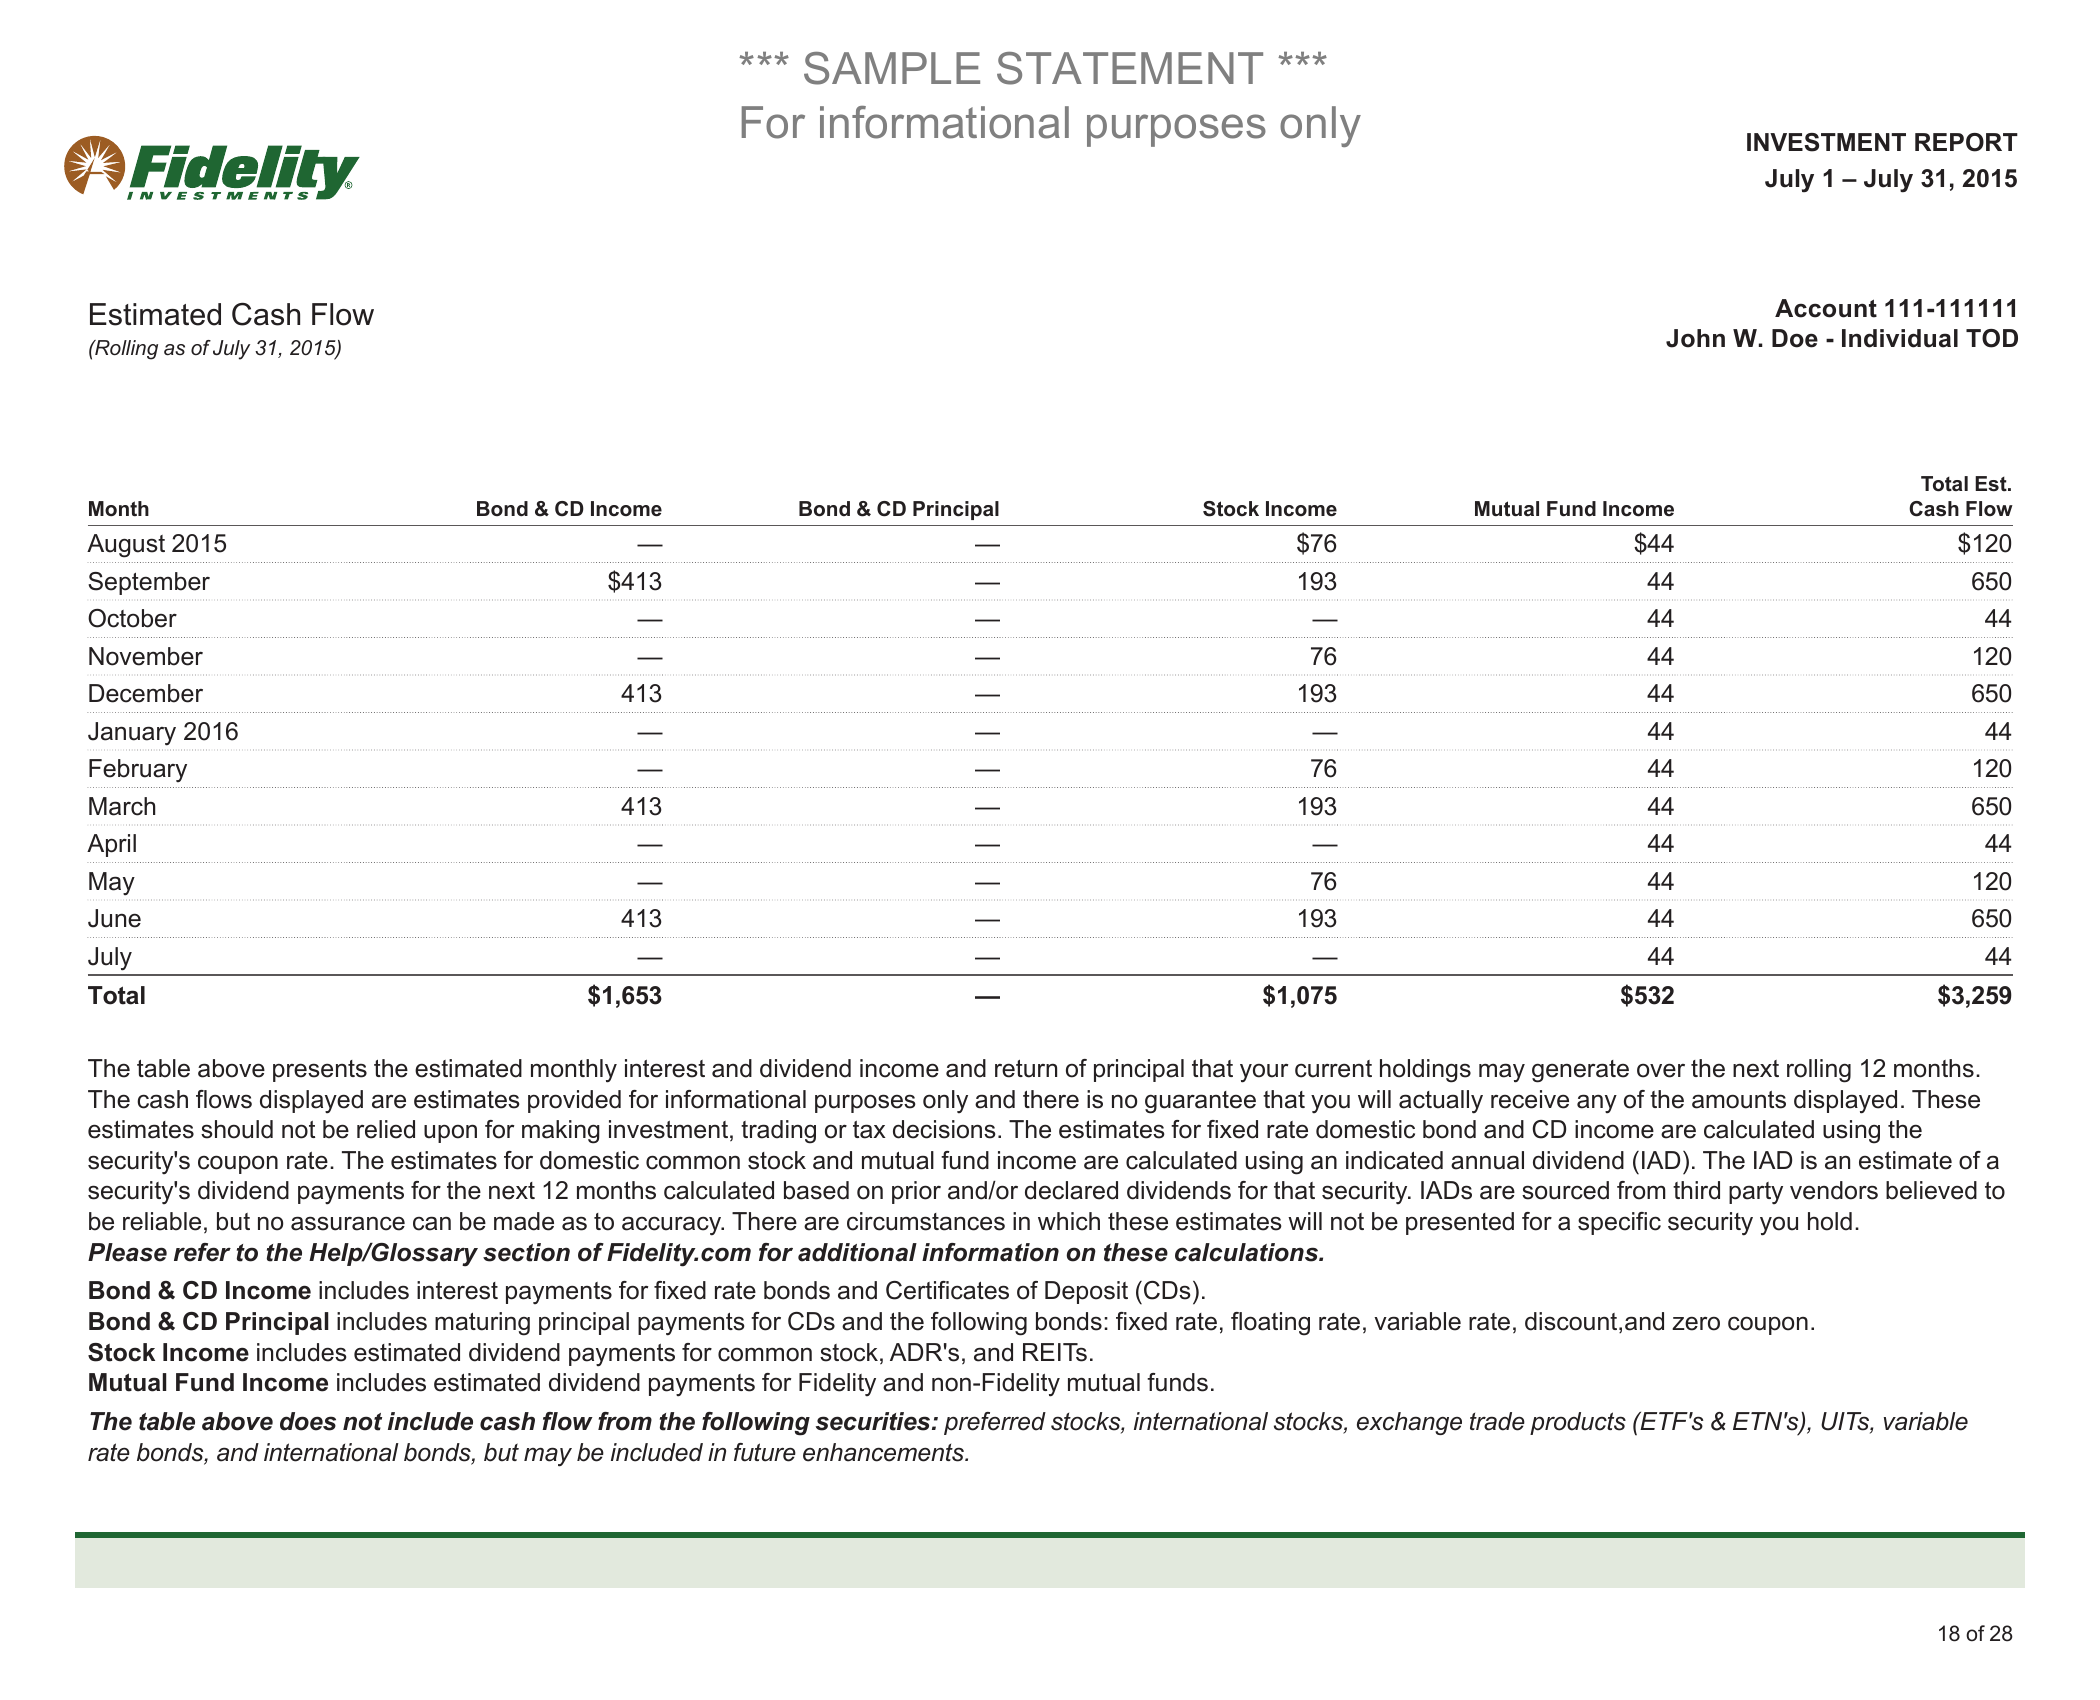 *** SAMPLE STATEMENT ***
For informational purposes only
Fidelity®
INVESTMENTS
INVESTMENT REPORT
July 1 – July 31, 2015
Estimated Cash Flow
(Rolling as of July 31, 2015)
Account 111-111111
John W. Doe - Individual TOD
Month Bond & CD Income Bond & CD Principal Stock Income Mutual Fund Income Total Est. Cash Flow
August 2015 — — $76 $44 $120
September $413 — 193 44 650
October — — — 44 44
November — — 76 44 120
December 413 — 193 44 650
January 2016 — — — 44 44
February — — 76 44 120
March 413 — 193 44 650
April — — — 44 44
May — — 76 44 120
June 413 — 193 44 650
July — — — 44 44
Total $1,653 — $1,075 $532 $3,259
The table above presents the estimated monthly interest and dividend income and return of principal that your current holdings may generate over the next rolling 12 months.
The cash flows displayed are estimates provided for informational purposes only and there is no guarantee that you will actually receive any of the amounts displayed. These
estimates should not be relied upon for making investment, trading or tax decisions. The estimates for fixed rate domestic bond and CD income are calculated using the
security's coupon rate. The estimates for domestic common stock and mutual fund income are calculated using an indicated annual dividend (IAD). The IAD is an estimate of a
security's dividend payments for the next 12 months calculated based on prior and/or declared dividends for that security. IADs are sourced from third party vendors believed to
be reliable, but no assurance can be made as to accuracy. There are circumstances in which these estimates will not be presented for a specific security you hold.
Please refer to the Help/Glossary section of Fidelity.com for additional information on these calculations.
Bond & CD Income includes interest payments for fixed rate bonds and Certificates of Deposit (CDs).
Bond & CD Principal includes maturing principal payments for CDs and the following bonds: fixed rate, floating rate, variable rate, discount,and zero coupon.
Stock Income includes estimated dividend payments for common stock, ADR's, and REITs.
Mutual Fund Income includes estimated dividend payments for Fidelity and non-Fidelity mutual funds.
The table above does not include cash flow from the following securities: preferred stocks, international stocks, exchange trade products (ETF's & ETN's), UITs, variable
rate bonds, and international bonds, but may be included in future enhancements.
18 of 28